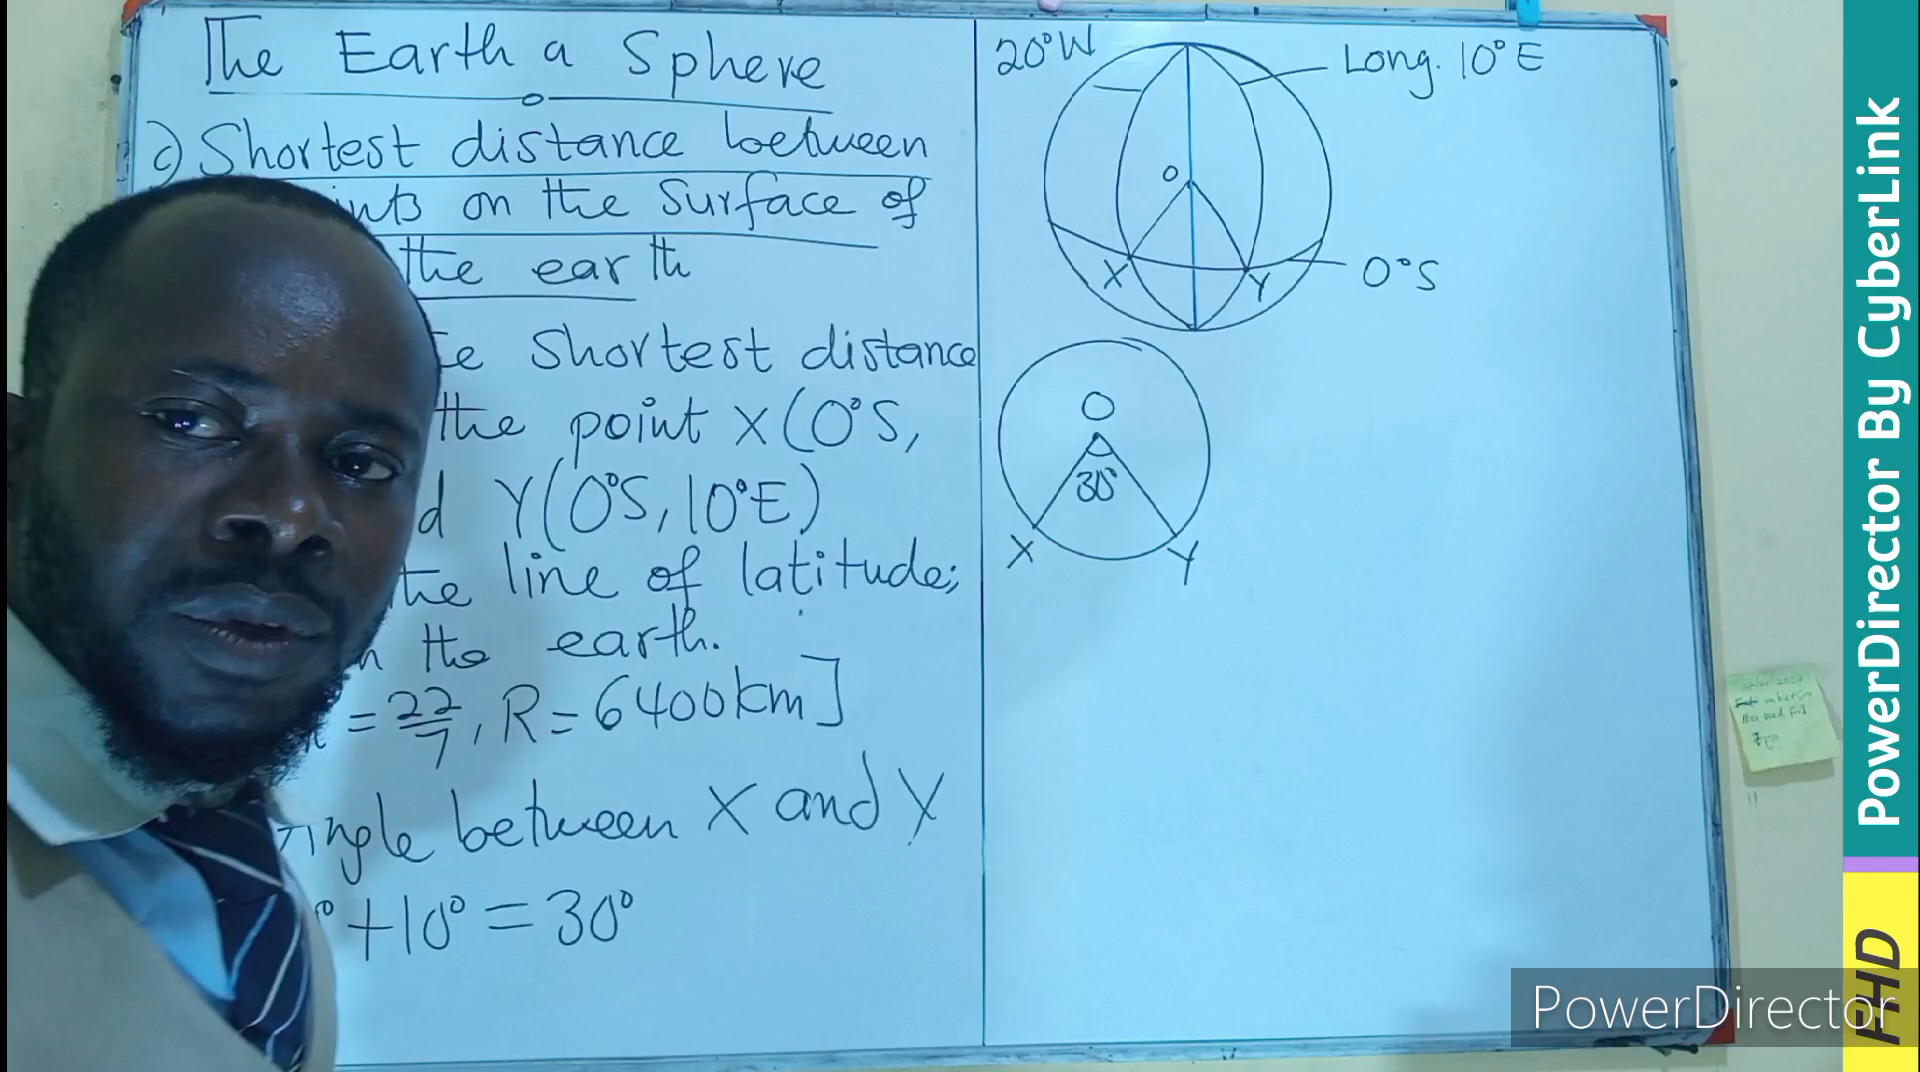 The Earth a Sphere
c) Shortest distance between
on the surface of
the earth
Shortest distance
the point X(0°S,
Y(0°S, 10°E)
line of latitude;
the earth.
= 22/7, R = 6400km]
Angle between X and Y
+10° = 30°
20°W
Long. 10°E
O
X
Y
0°S
O
30°
X
Y
PowerDirector By CyberLink
PHD
PowerDirector